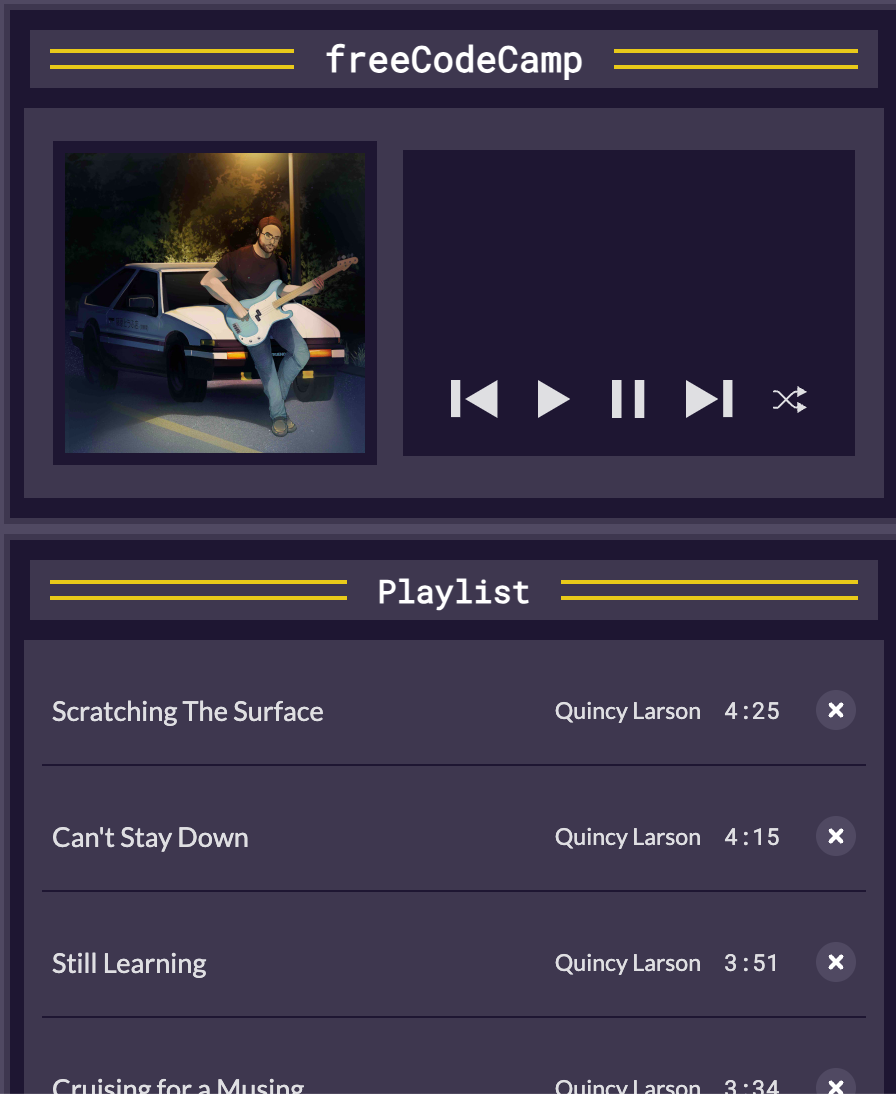 freeCodeCamp
Playlist
Scratching The Surface Quincy Larson 4:25
Can't Stay Down Quincy Larson 4:15
Still Learning Quincy Larson 3:51
Cruising for a Musing Quincy Larson 3:34